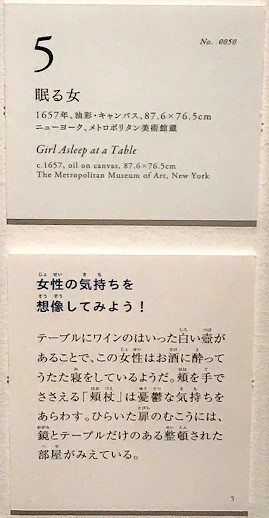 5
No. 0050
眠る女
1657年、油彩・キャンバス、87.6×76.5cm
ニューヨーク、メトロポリタン美術館蔵
Girl Asleep at a Table
c.1657, oil on canvas, 87.6×76.5cm
The Metropolitan Museum of Art, New York
女性の気持ちを
想像してみよう！
テーブルにワインのはいった白い壺が
あることで、この女性はお酒に酔って
うたた寝をしているようだ。頬を手で
ささえる「頬杖」は憂鬱な気持ちを
あらわす。ひらいた扉のむこうには、
鏡とテーブルだけのある整頓された
部屋がみえている。
5